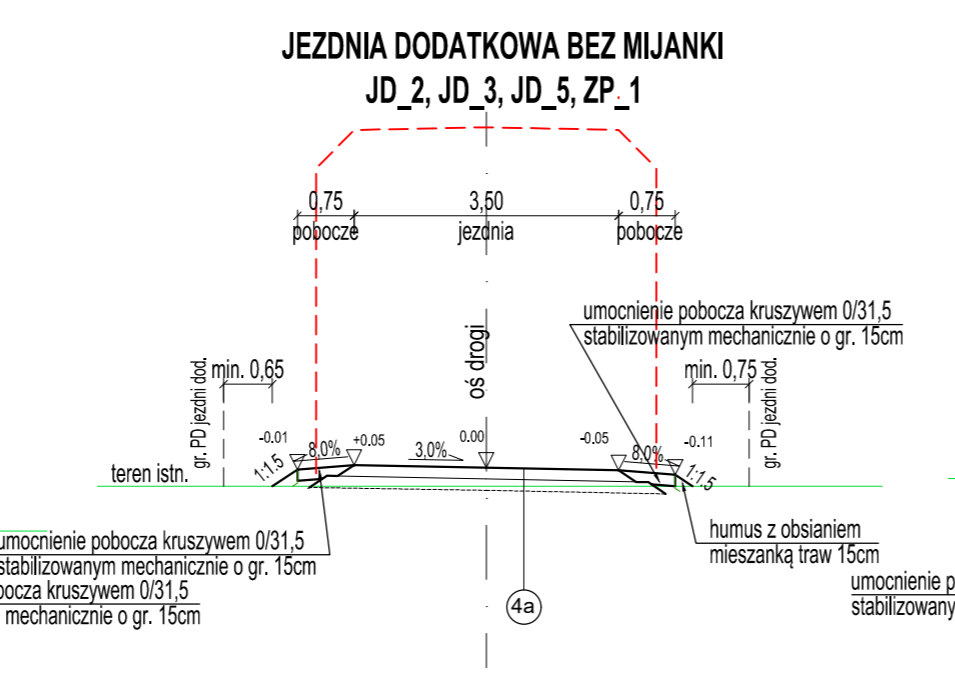 JEZDNIA DODATKOWA BEZ MIJANKI
JD_2, JD_3, JD_5, ZP_1
0,75
3,50
0,75
pobocze
jezdnia
pobocze
umocnienie pobocza kruszywem 0/31,5
stabilizowanym mechanicznie o gr. 15cm
oś drogi
gr. PD jezdni dod.
min. 0,65
min. 0,75
gr. PD jezdni dod.
-0.01
8,0%
+0.05
3,0%
0.00
-0.05
8,0%
-0.11
1:1.5
1:1.5
teren istn.
humus z obsianiem
mieszanką traw 15cm
umocnienie pobocza kruszywem 0/31,5
stabilizowanym mechanicznie o gr. 15cm
bocza kruszywem 0/31,5
mechanicznie o gr. 15cm
4a
umocnienie p
stabilizowany